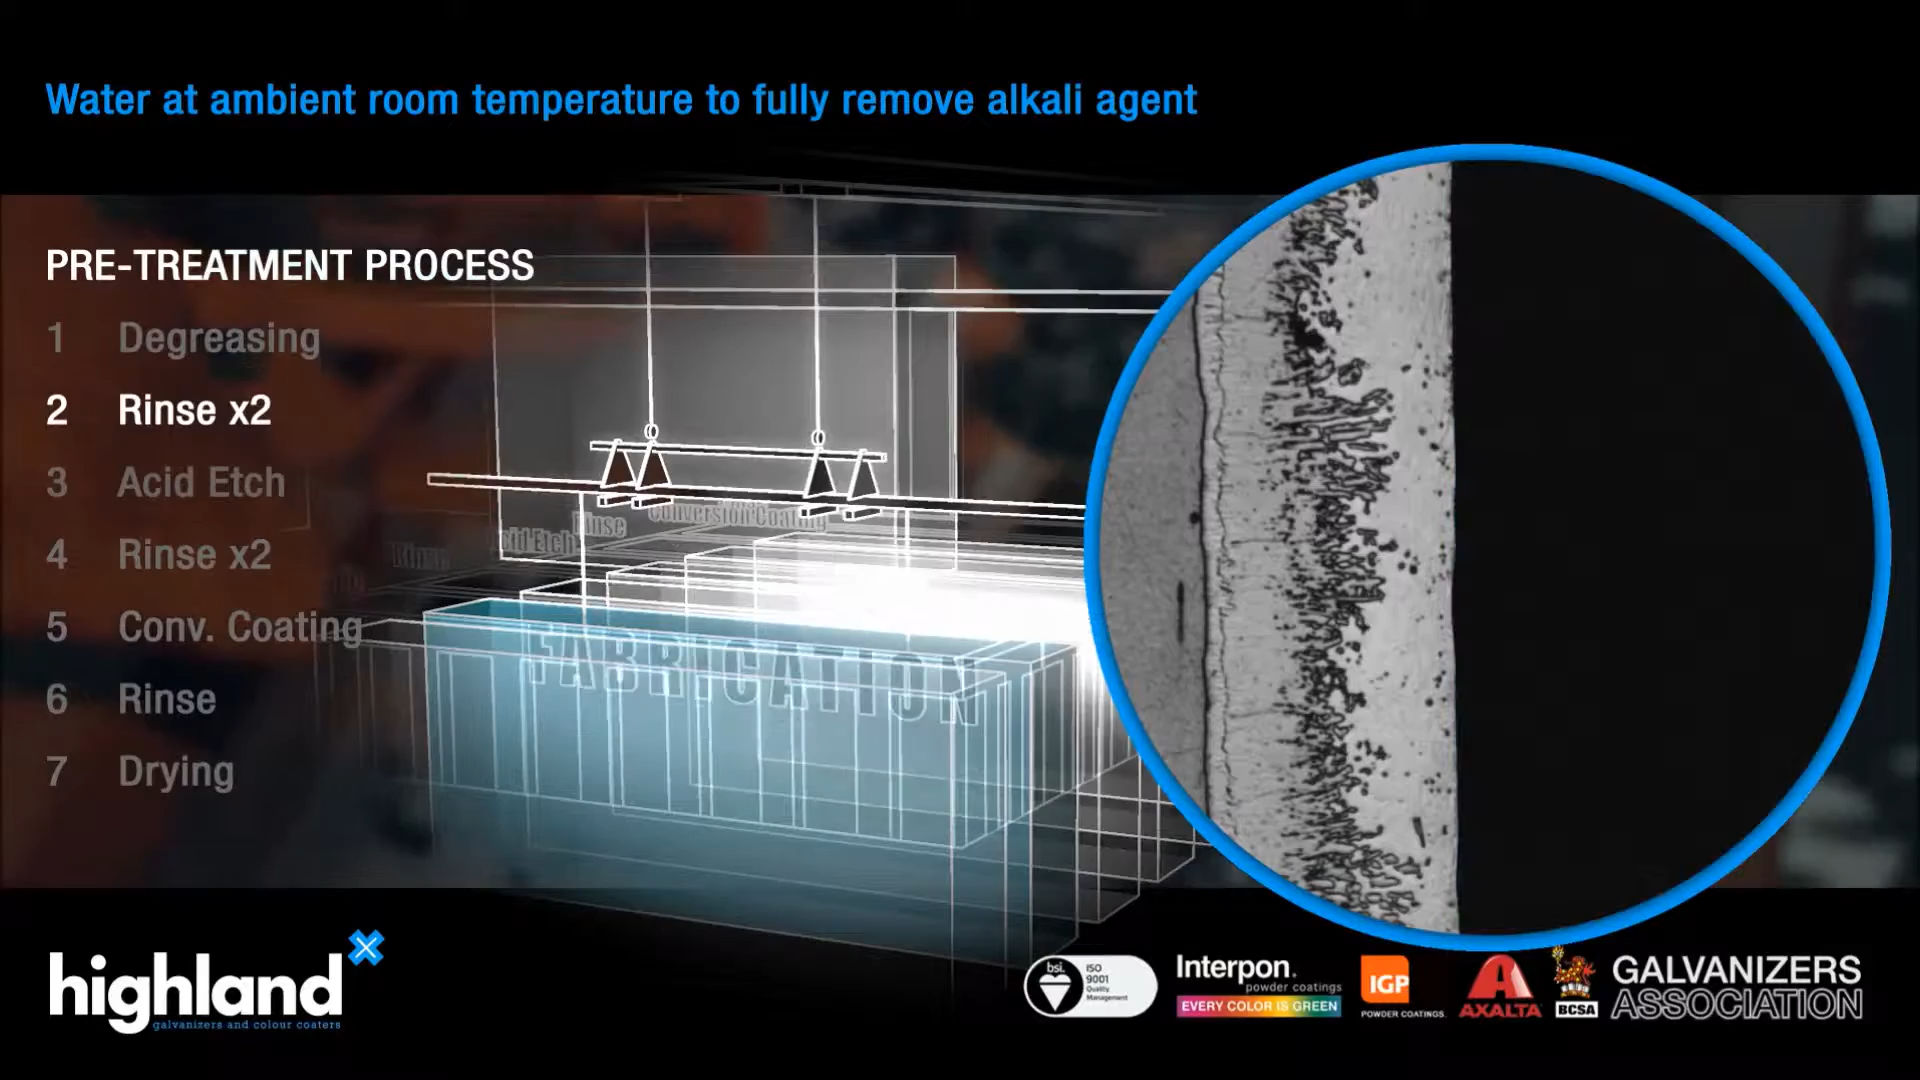 Water at ambient room temperature to fully remove alkali agent
PRE-TREATMENT PROCESS
1 Degreasing
2 Rinse x2
3 Acid Etch
4 Rinse x2
5 Conv. Coating
6 Rinse
7 Drying
Conversion Coating
Rinse
Acid Etch
Rinse
FABRICATION
highland
galvanizers and colour coaters
bsi.
ISO
9001
Quality
Management
Interpon.
powder coatings
EVERY COLOR IS GREEN
IGP
POWDER COATINGS
AXALTA
BCSA
GALVANIZERS
ASSOCIATION